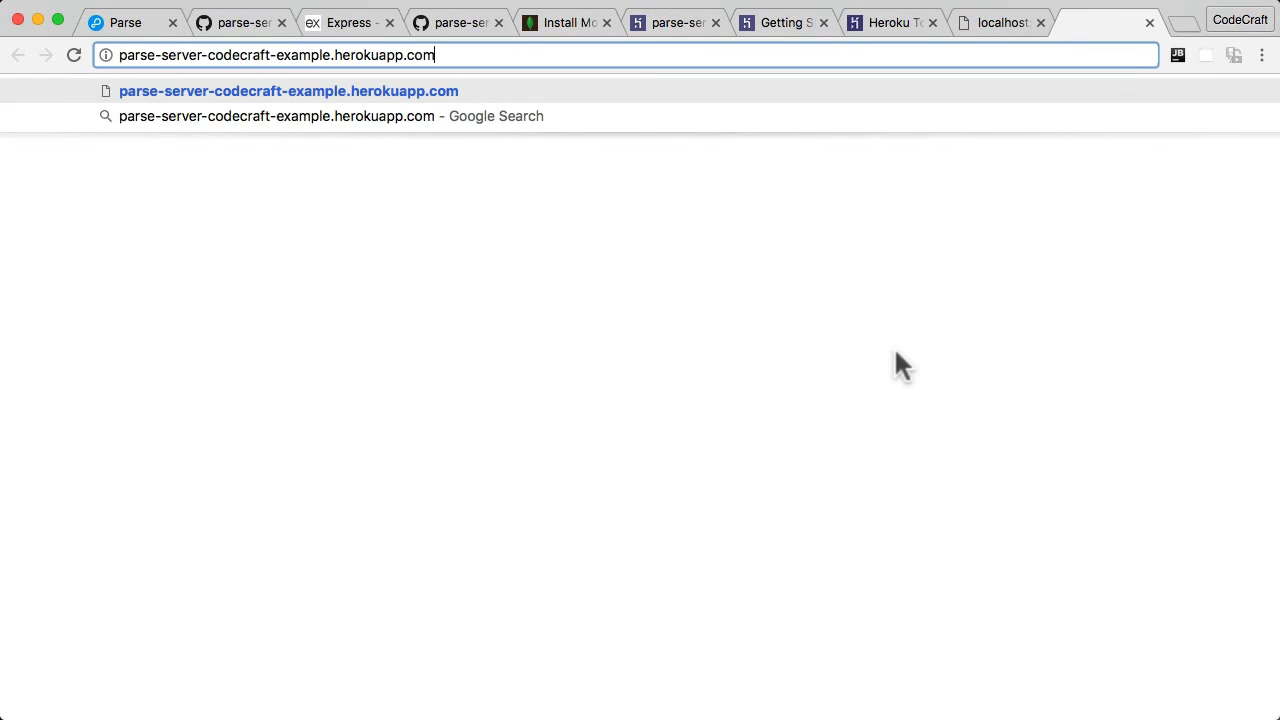 Parse
parse-ser
Express -
parse-ser
Install Mo
parse-ser
Getting S
Heroku To
localhost:
CodeCraft
parse-server-codecraft-example.herokuapp.com
JB
parse-server-codecraft-example.herokuapp.com
parse-server-codecraft-example.herokuapp.com - Google Search